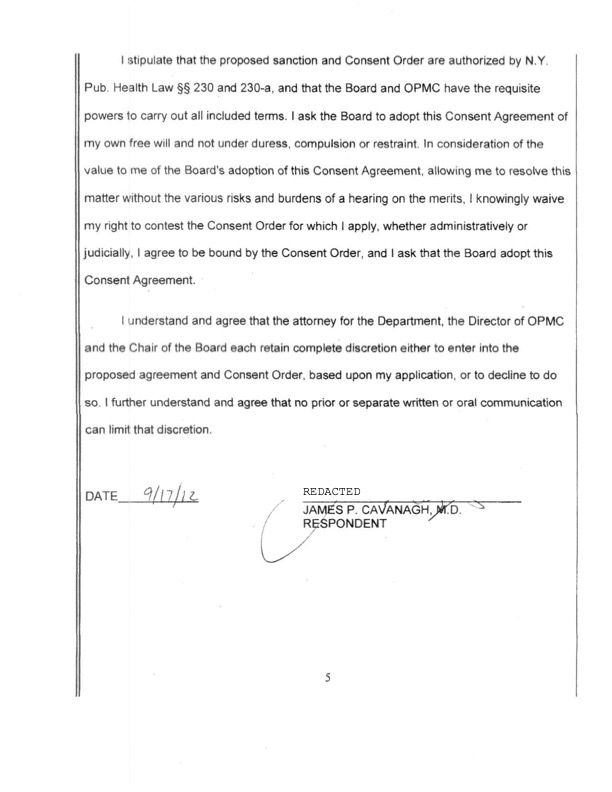 I stipulate that the proposed sanction and Consent Order are authorized by N.Y.
Pub. Health Law §§ 230 and 230-a, and that the Board and OPMC have the requisite
powers to carry out all included terms. I ask the Board to adopt this Consent Agreement of
my own free will and not under duress, compulsion or restraint. In consideration of the
value to me of the Board's adoption of this Consent Agreement, allowing me to resolve this
matter without the various risks and burdens of a hearing on the merits, I knowingly waive
my right to contest the Consent Order for which I apply, whether administratively or
judicially, I agree to be bound by the Consent Order, and I ask that the Board adopt this
Consent Agreement.
I understand and agree that the attorney for the Department, the Director of OPMC
and the Chair of the Board each retain complete discretion either to enter into the
proposed agreement and Consent Order, based upon my application, or to decline to do
so. I further understand and agree that no prior or separate written or oral communication
can limit that discretion.
DATE 9/17/12
REDACTED
JAMES P. CAVANAGH, M.D.
RESPONDENT
5